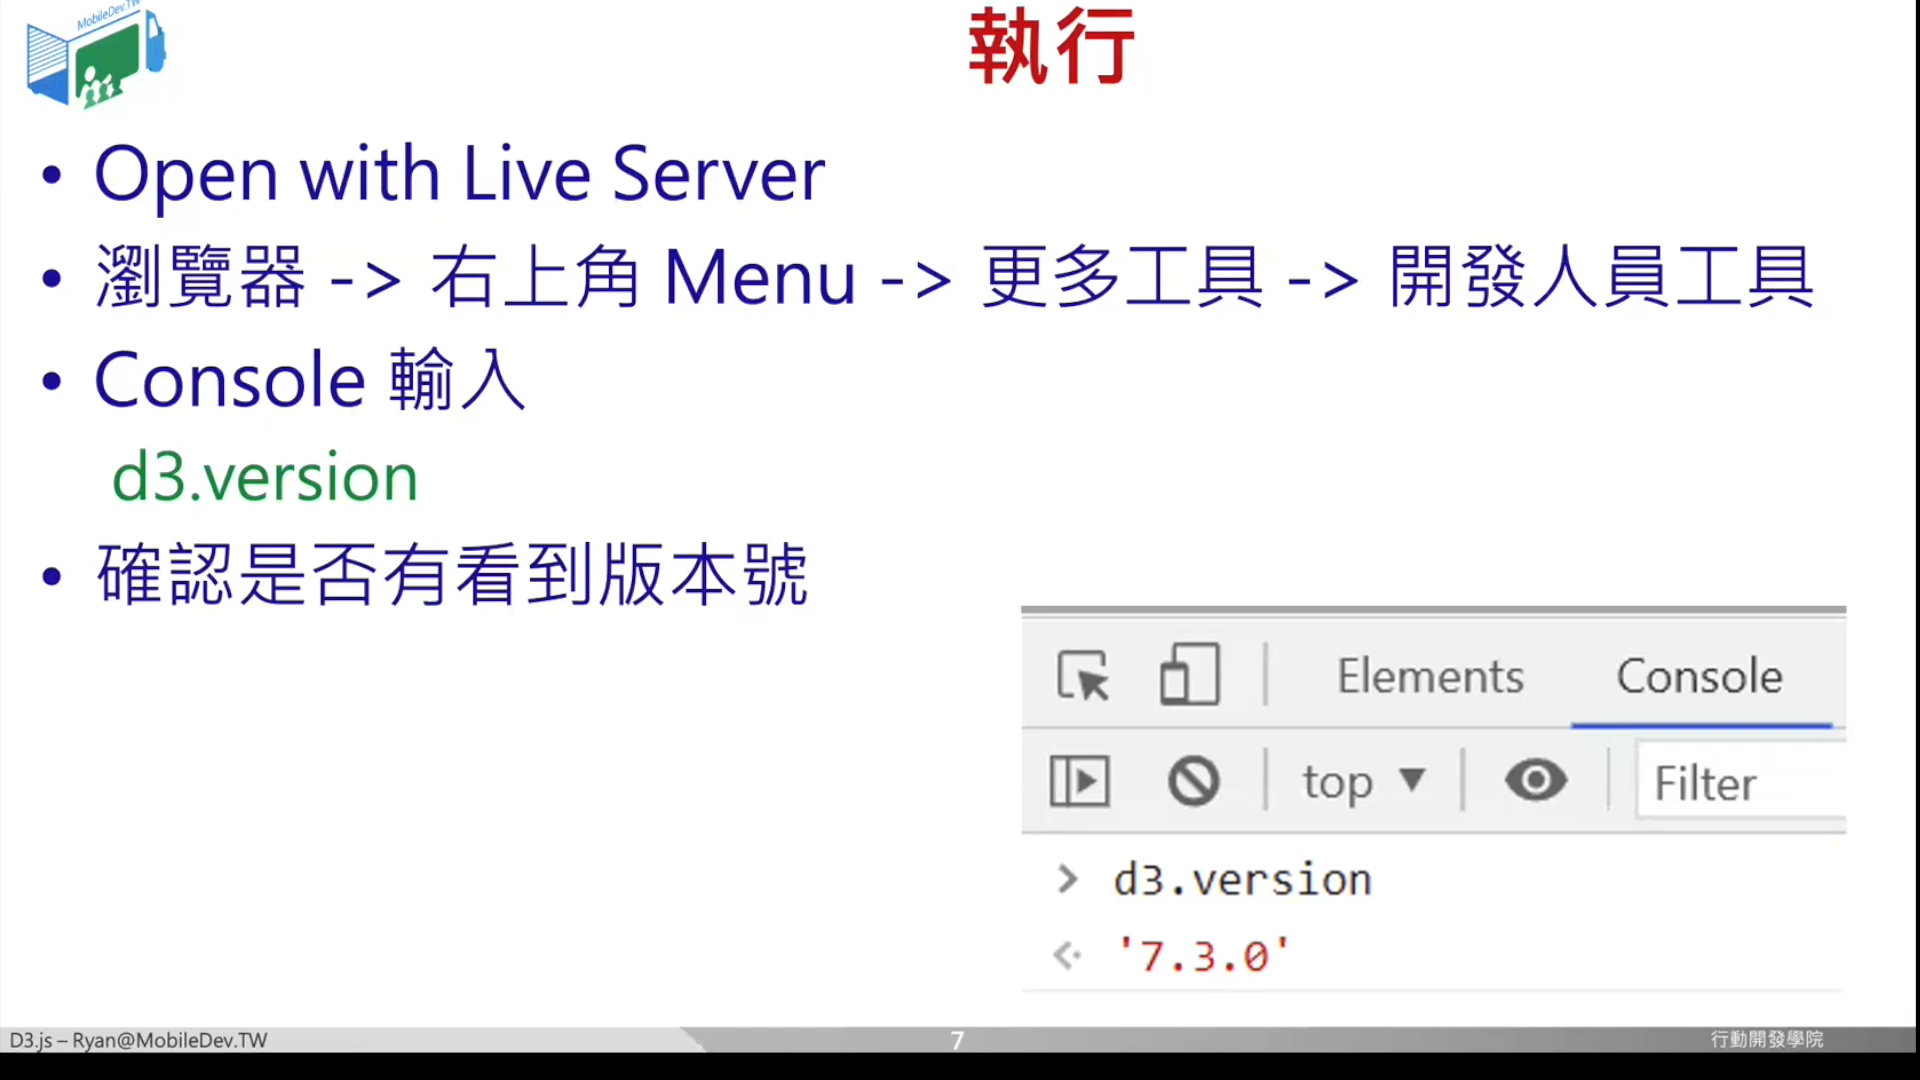 MobileDev.TW
執行
• Open with Live Server
• 瀏覽器 -> 右上角 Menu -> 更多工具 -> 開發人員工具
• Console 輸入
d3.version
• 確認是否有看到版本號
Elements Console
top ▼ Filter
> d3.version
'7.3.0'
D3.js – Ryan@MobileDev.TW 7 行動開發學院